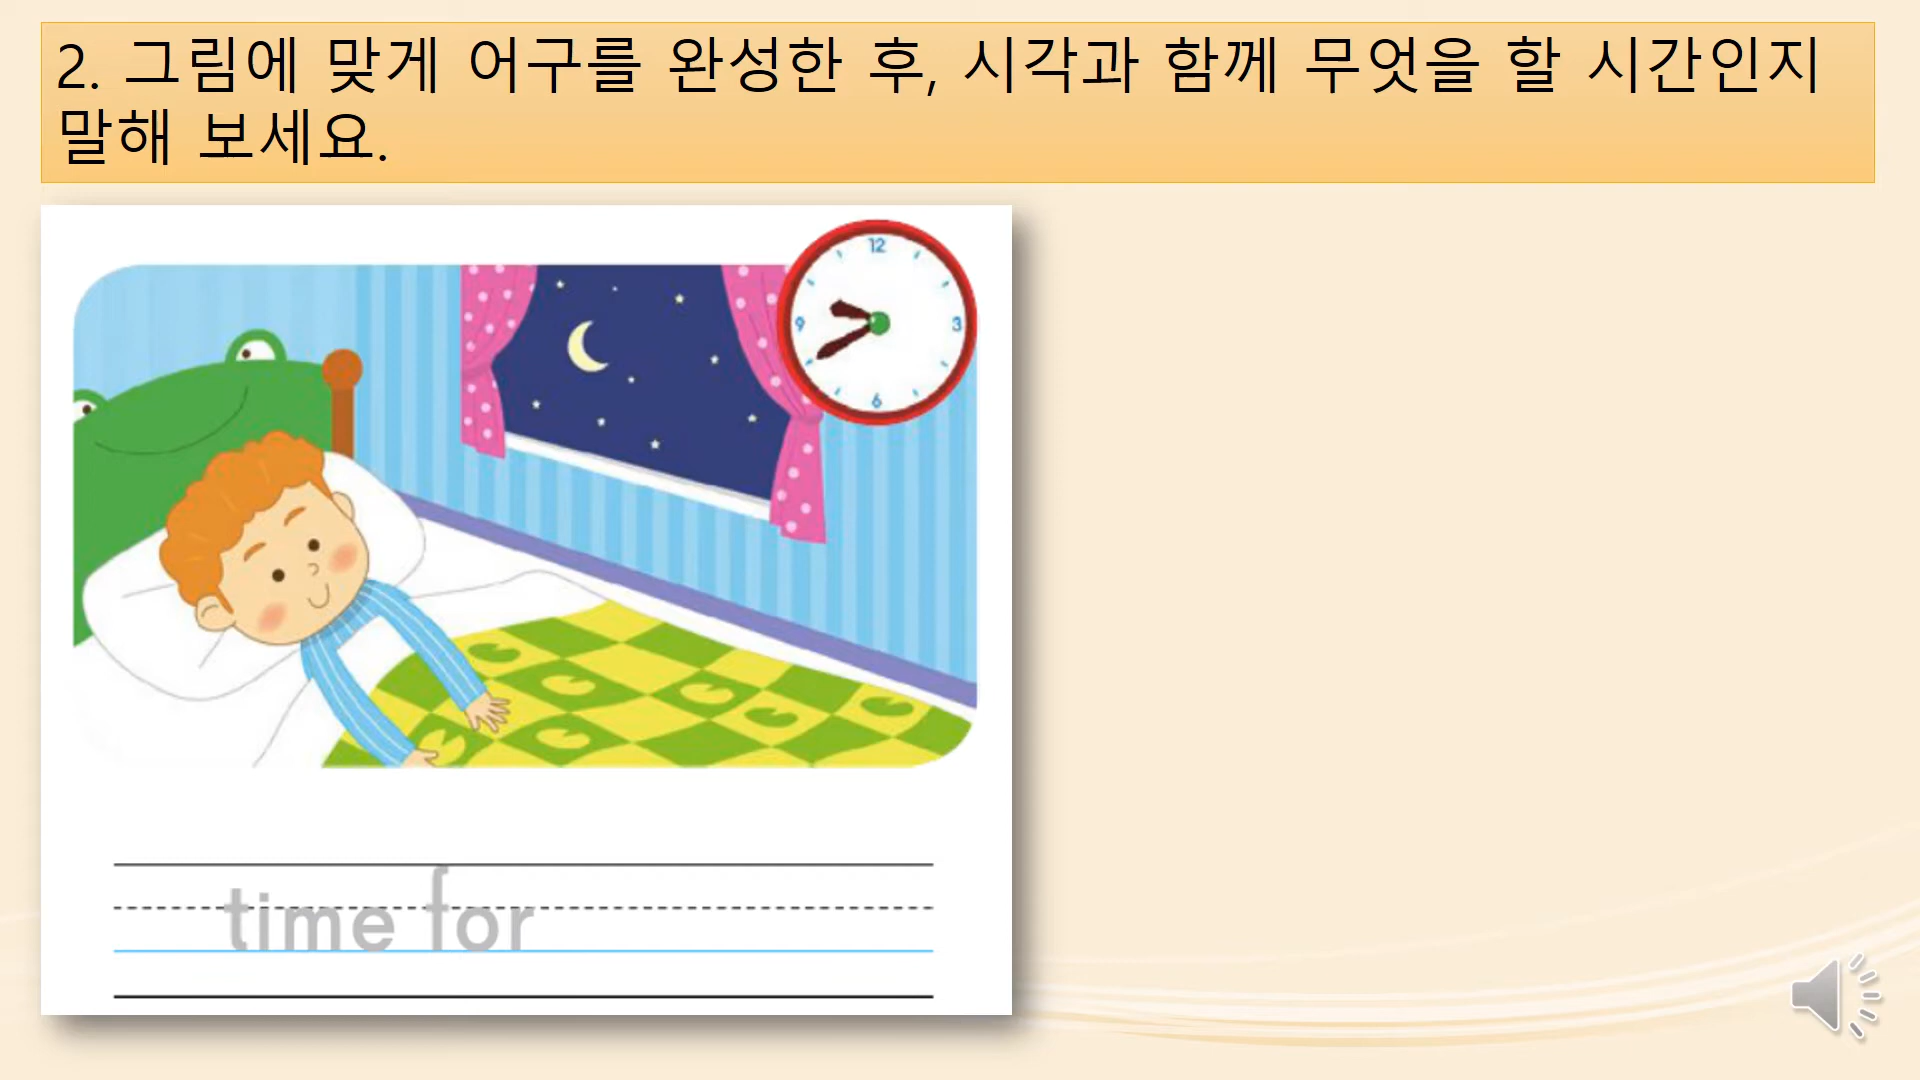 2. 그림에 맞게 어구를 완성한 후, 시각과 함께 무엇을 할 시간인지
말해 보세요.
12
9
3
6
time for